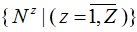 {N^z | (z = \overline{1,Z})}